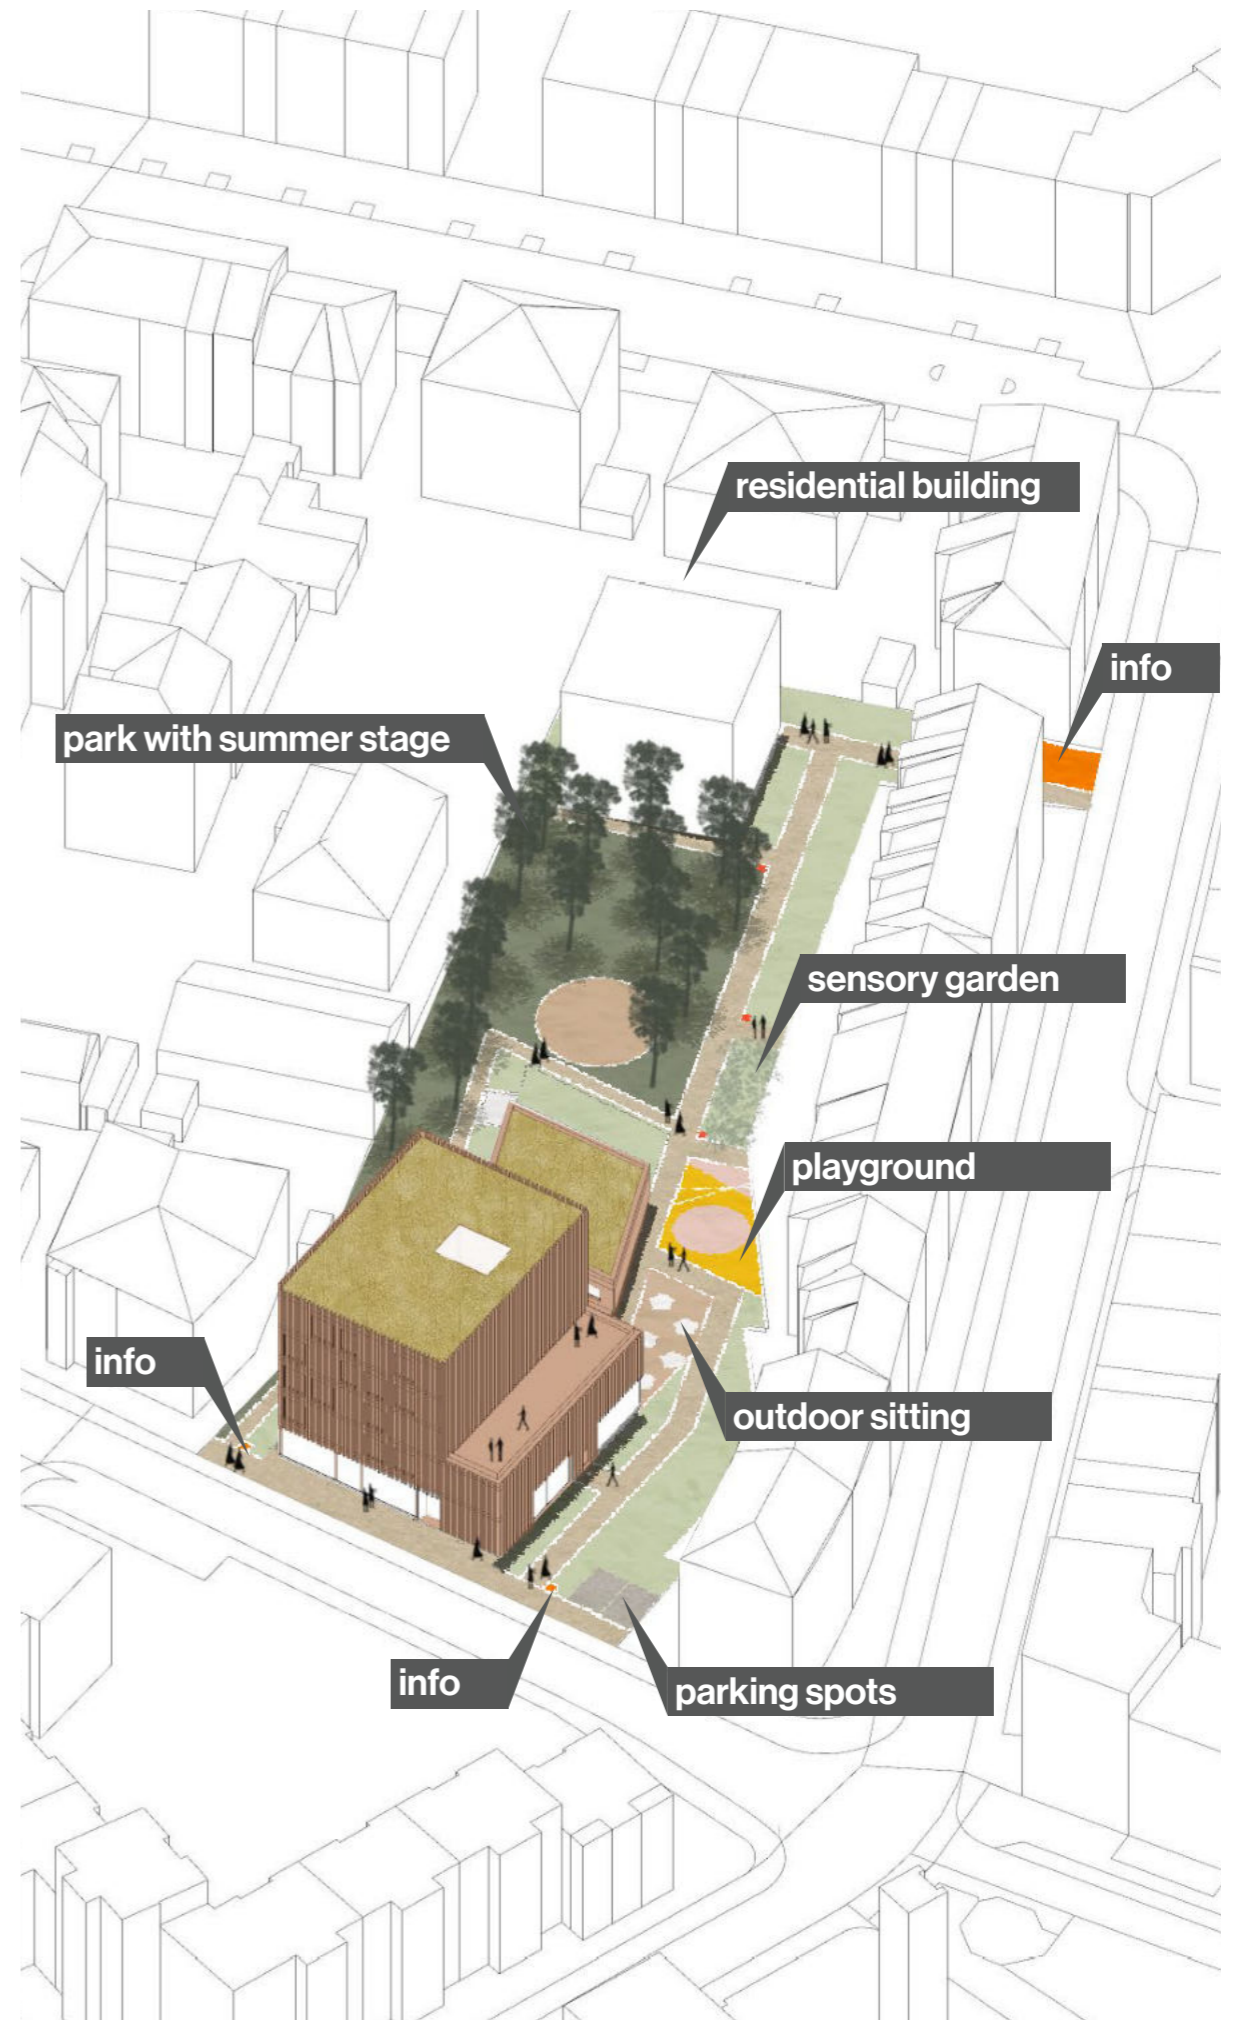 residential building
info
park with summer stage
sensory garden
playground
info
outdoor sitting
info
parking spots